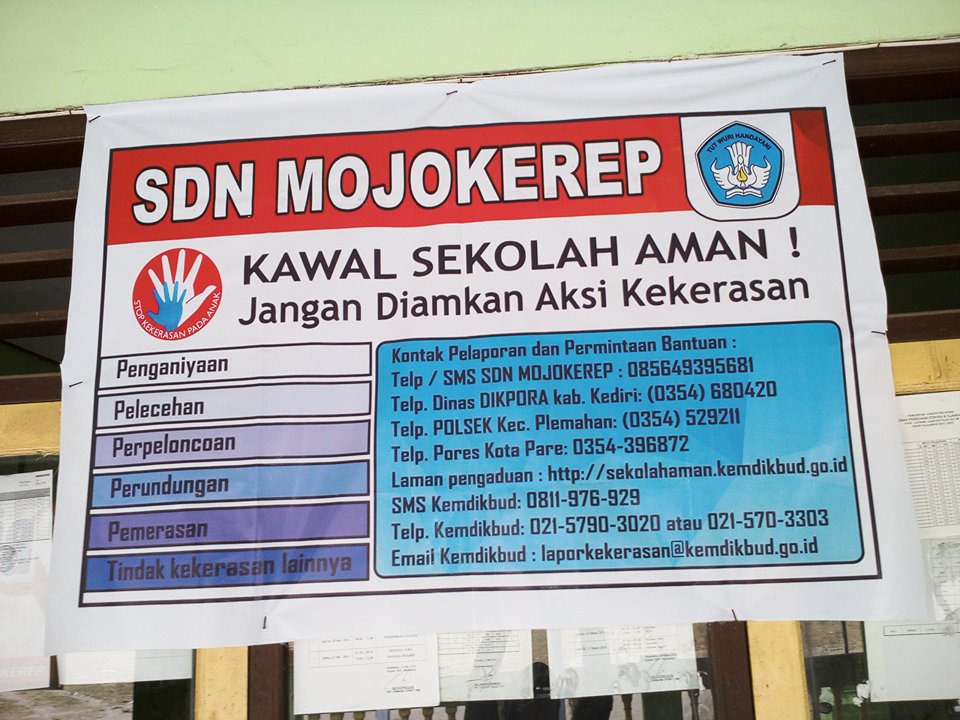 SDN MOJOKEREP
TUT WURI HANDAYANI
KAWAL SEKOLAH AMAN !
Jangan Diamkan Aksi Kekerasan
STOP KEKERASAN PADA ANAK
Penganiyaan
Pelecehan
Perpeloncoan
Perundungan
Pemerasan
Tindak kekerasan lainnya
Kontak Pelaporan dan Permintaan Bantuan :
Telp / SMS SDN MOJOKEREP : 085649395681
Telp. Dinas DIKPORA kab. Kediri: (0354) 680420
Telp. POLSEK Kec. Plemahan: (0354) 529211
Telp. Pores Kota Pare: 0354-396872
Laman pengaduan : http://sekolahaman.kemdikbud.go.id
SMS Kemdikbud: 0811-976-929
Telp. Kemdikbud: 021-5790-3020 atau 021-570-3303
Email Kemdikbud : laporkekerasan@kemdikbud.go.id